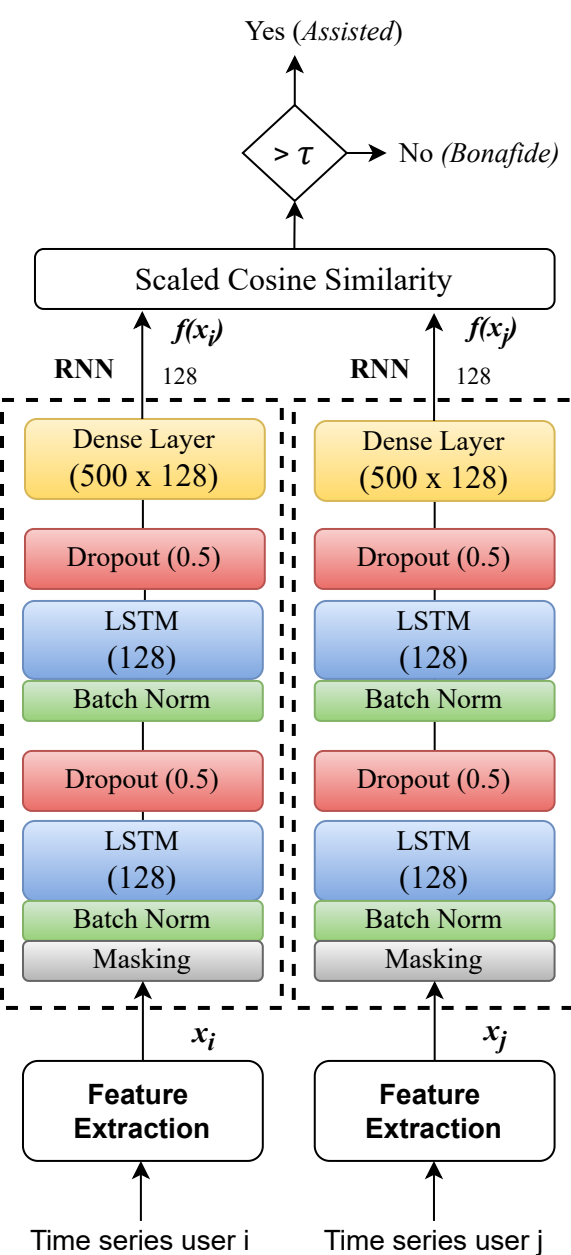 Yes (Assisted)
> τ
No (Bonafide)
Scaled Cosine Similarity
f(xi)
f(xj)
RNN
128
RNN
128
Dense Layer
(500 x 128)
Dropout (0.5)
LSTM
(128)
Batch Norm
Dropout (0.5)
LSTM
(128)
Batch Norm
Masking
xi
Feature
Extraction
Time series user i
Dense Layer
(500 x 128)
Dropout (0.5)
LSTM
(128)
Batch Norm
Dropout (0.5)
LSTM
(128)
Batch Norm
Masking
xj
Feature
Extraction
Time series user j